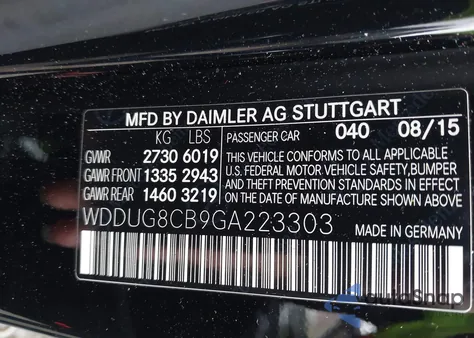 MFD BY DAIMLER AG STUTTGART
KG LBS
GVWR 2730 6019
GAWR FRONT 1335 2943
GAWR REAR 1460 3219
PASSENGER CAR 040 08/15
THIS VEHICLE CONFORMS TO ALL APPLICABLE
U.S. FEDERAL MOTOR VEHICLE SAFETY,BUMPER
AND THEFT PREVENTION STANDARDS IN EFFECT
ON THE DATE OF MANUFACTURE SHOWN ABOVE
WDDUG8CB9GA223303
MADE IN GERMANY
AutoSnap